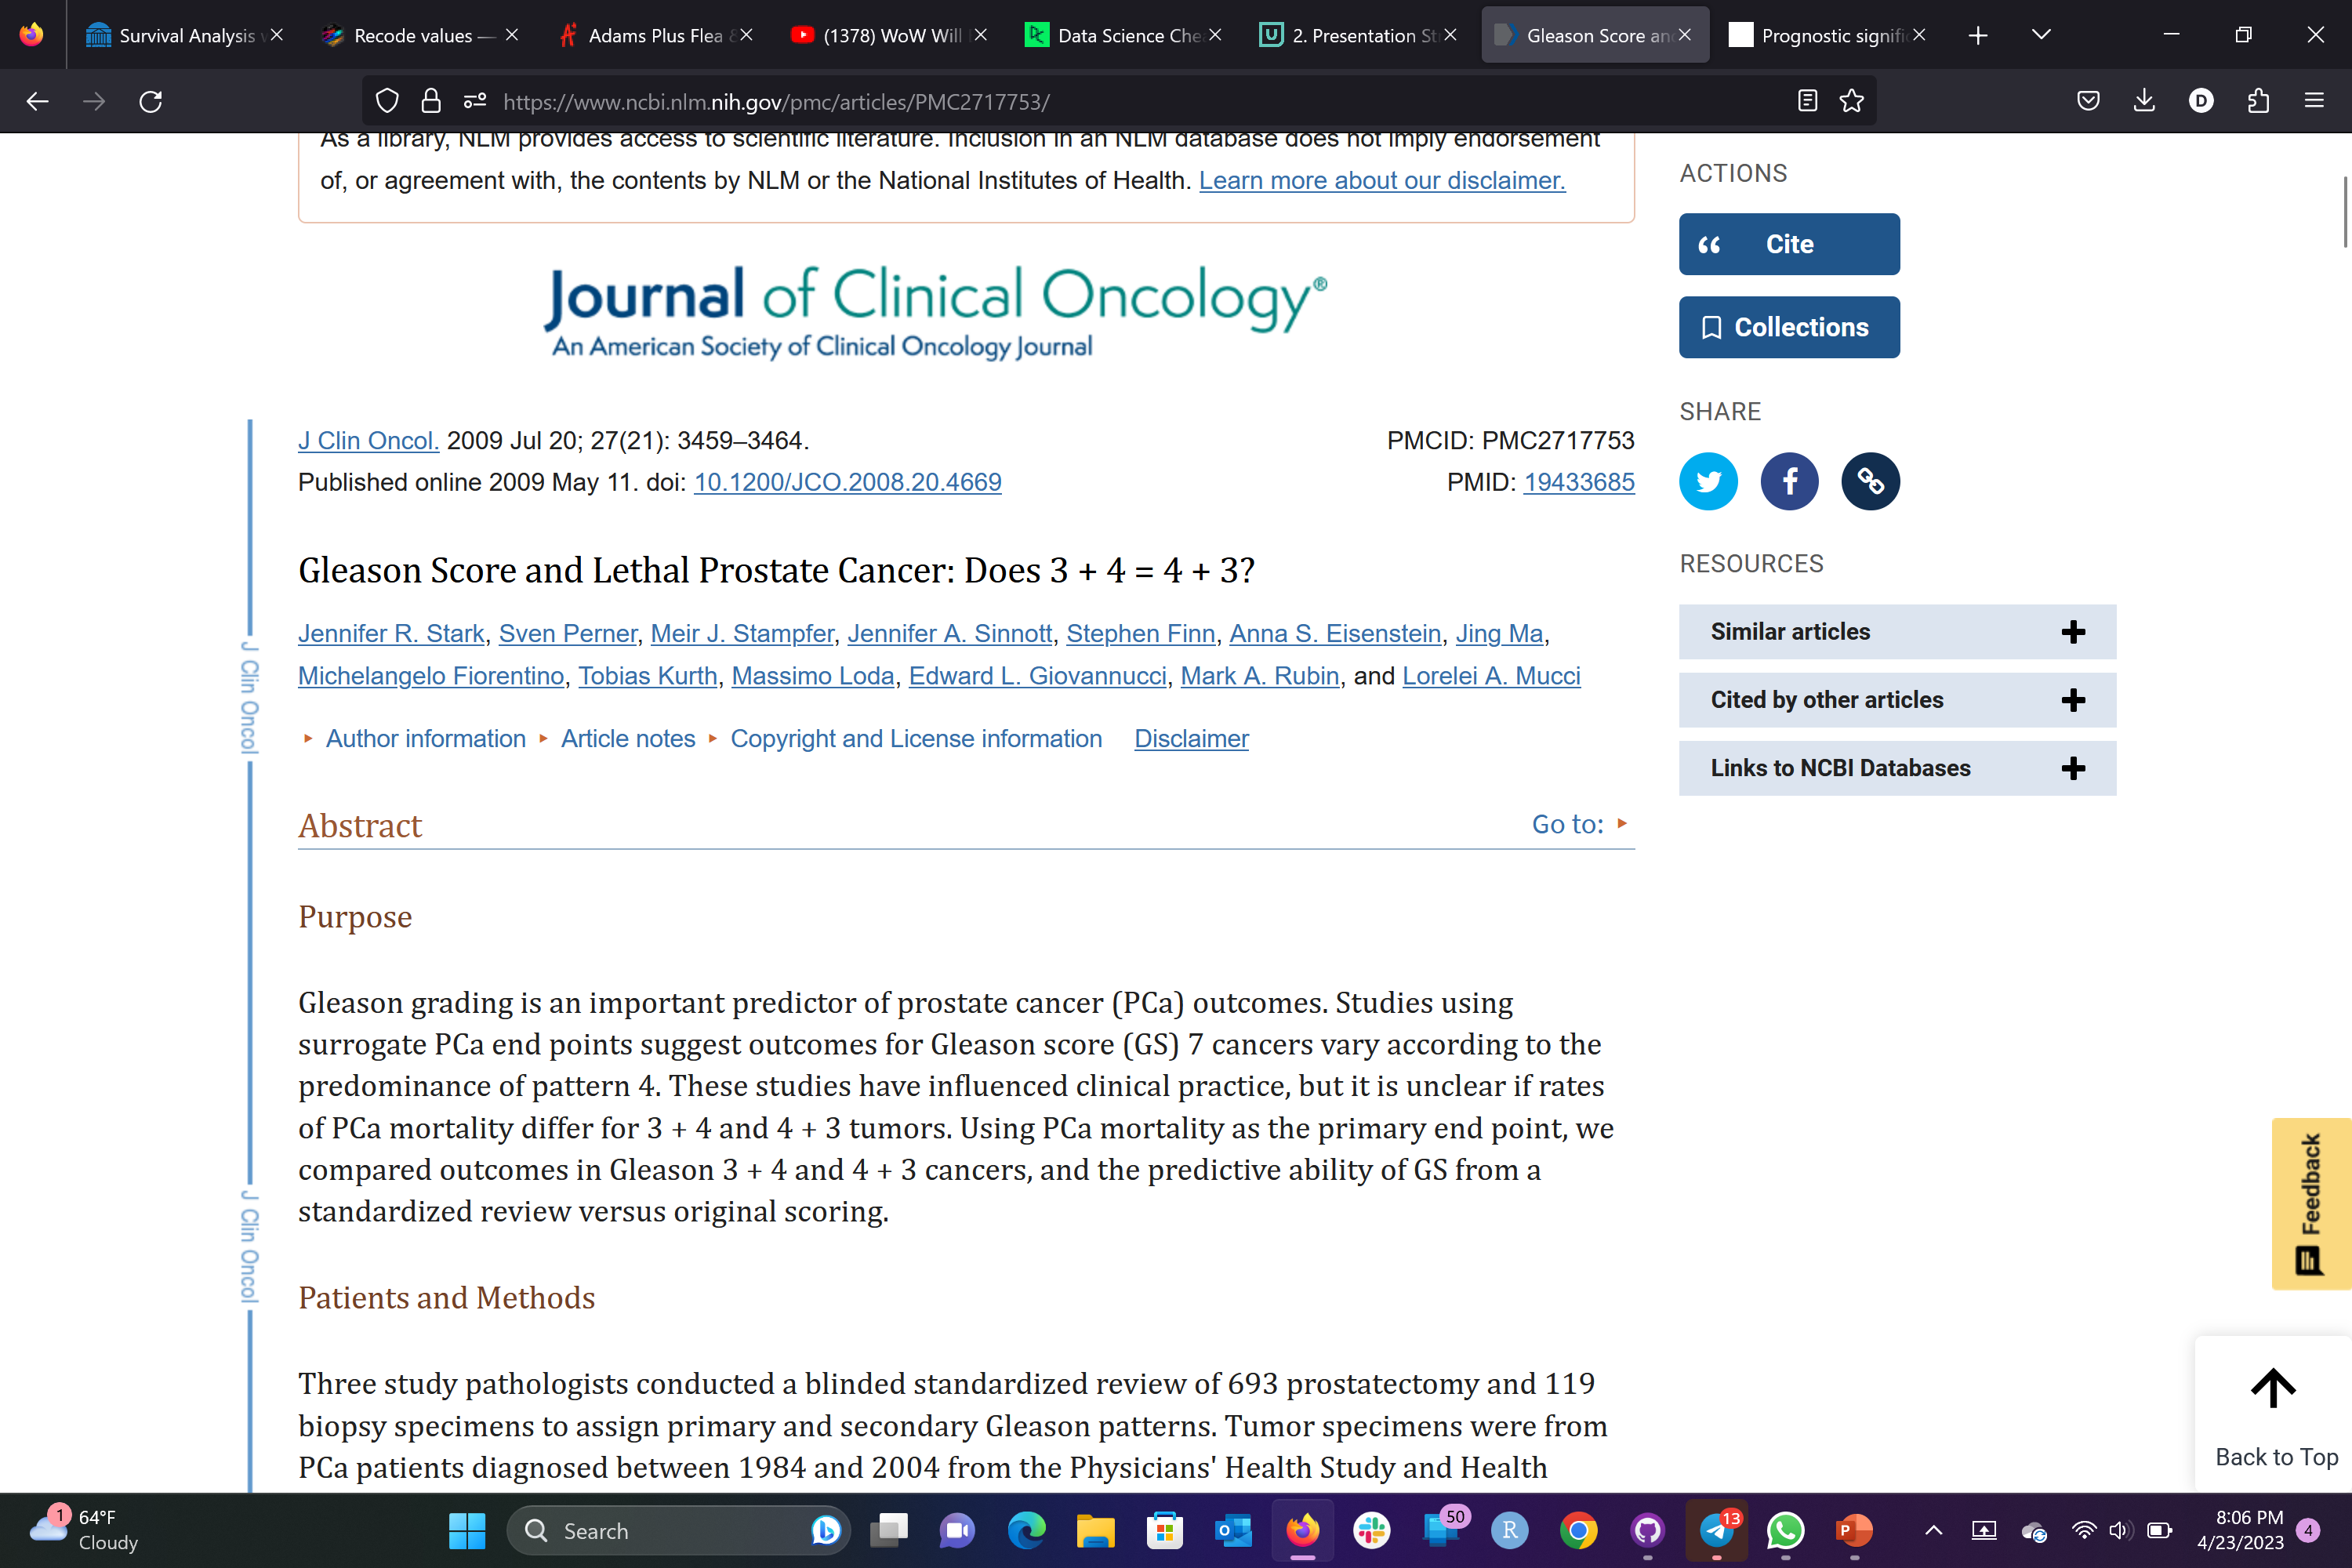 Survival Analysis
Recode values —
Adams Plus Flea &
(1378) WoW Will
Data Science Che
2. Presentation St
Gleason Score an
Prognostic signifi
https://www.ncbi.nlm.nih.gov/pmc/articles/PMC2717753/
D
As a library, NLM provides access to scientific literature. Inclusion in an NLM database does not imply endorsement
of, or agreement with, the contents by NLM or the National Institutes of Health. Learn more about our disclaimer.
Journal of Clinical Oncology®
An American Society of Clinical Oncology Journal
J Clin Oncol. 2009 Jul 20; 27(21): 3459–3464.
PMCID: PMC2717753
Published online 2009 May 11. doi: 10.1200/JCO.2008.20.4669
PMID: 19433685
Gleason Score and Lethal Prostate Cancer: Does 3 + 4 = 4 + 3?
Jennifer R. Stark, Sven Perner, Meir J. Stampfer, Jennifer A. Sinnott, Stephen Finn, Anna S. Eisenstein, Jing Ma,
Michelangelo Fiorentino, Tobias Kurth, Massimo Loda, Edward L. Giovannucci, Mark A. Rubin, and Lorelei A. Mucci
Author information Article notes Copyright and License information Disclaimer
Abstract
Go to:
Purpose
Gleason grading is an important predictor of prostate cancer (PCa) outcomes. Studies using
surrogate PCa end points suggest outcomes for Gleason score (GS) 7 cancers vary according to the
predominance of pattern 4. These studies have influenced clinical practice, but it is unclear if rates
of PCa mortality differ for 3 + 4 and 4 + 3 tumors. Using PCa mortality as the primary end point, we
compared outcomes in Gleason 3 + 4 and 4 + 3 cancers, and the predictive ability of GS from a
standardized review versus original scoring.
Patients and Methods
Three study pathologists conducted a blinded standardized review of 693 prostatectomy and 119
biopsy specimens to assign primary and secondary Gleason patterns. Tumor specimens were from
PCa patients diagnosed between 1984 and 2004 from the Physicians' Health Study and Health
J Clin Oncol
J Clin Oncol
ACTIONS
Cite
Collections
SHARE
RESOURCES
Similar articles
Cited by other articles
Links to NCBI Databases
Feedback
Back to Top
1
64°F
Cloudy
Search
50
13
8:06 PM
4/23/2023
4